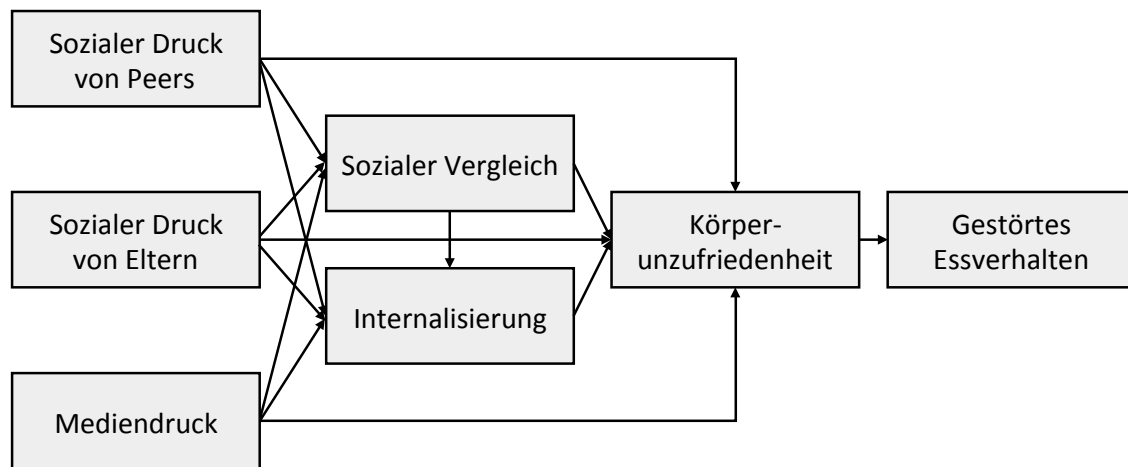 Sozialer Druck
von Peers
Sozialer Vergleich
Sozialer Druck
von Eltern
Körper-
unzufriedenheit
Gestörtes
Essverhalten
Internalisierung
Mediendruck